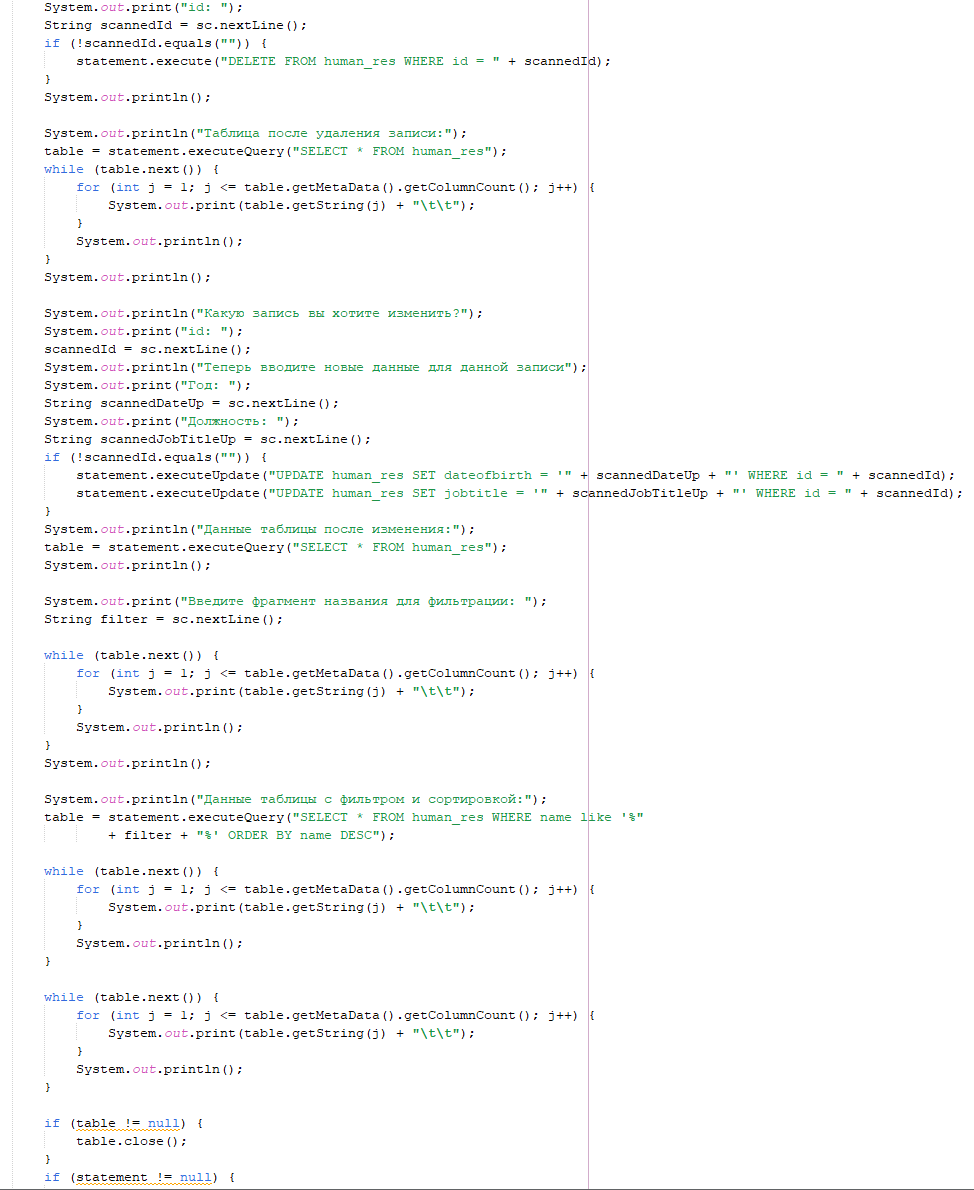 System.out.print("id: ");
String scannedId = sc.nextLine();
if (!scannedId.equals("")) {
    statement.execute("DELETE FROM human_res WHERE id = " + scannedId);
}
System.out.println();

System.out.println("Таблица после удаления записи:");
table = statement.executeQuery("SELECT * FROM human_res");
while (table.next()) {
    for (int j = 1; j <= table.getMetaData().getColumnCount(); j++) {
        System.out.print(table.getString(j) + "\t\t");
    }
    System.out.println();
}
System.out.println();

System.out.println("Какую запись вы хотите изменить?");
System.out.print("id: ");
scannedId = sc.nextLine();
System.out.println("Теперь вводите новые данные для данной записи");
System.out.print("Год: ");
String scannedDateUp = sc.nextLine();
System.out.print("Должность: ");
String scannedJobTitleUp = sc.nextLine();
if (!scannedId.equals("")) {
    statement.executeUpdate("UPDATE human_res SET dateofbirth = '" + scannedDateUp + "' WHERE id = " + scannedId);
    statement.executeUpdate("UPDATE human_res SET jobtitle = '" + scannedJobTitleUp + "' WHERE id = " + scannedId);
}
System.out.println("Данные таблицы после изменения:");
table = statement.executeQuery("SELECT * FROM human_res");
System.out.println();

System.out.print("Введите фрагмент названия для фильтрации: ");
String filter = sc.nextLine();

while (table.next()) {
    for (int j = 1; j <= table.getMetaData().getColumnCount(); j++) {
        System.out.print(table.getString(j) + "\t\t");
    }
    System.out.println();
}
System.out.println();

System.out.println("Данные таблицы с фильтром и сортировкой:");
table = statement.executeQuery("SELECT * FROM human_res WHERE name like '%"
        + filter + "%' ORDER BY name DESC");

while (table.next()) {
    for (int j = 1; j <= table.getMetaData().getColumnCount(); j++) {
        System.out.print(table.getString(j) + "\t\t");
    }
    System.out.println();
}

while (table.next()) {
    for (int j = 1; j <= table.getMetaData().getColumnCount(); j++) {
        System.out.print(table.getString(j) + "\t\t");
    }
    System.out.println();
}

if (table != null) {
    table.close();
}
if (statement != null) {